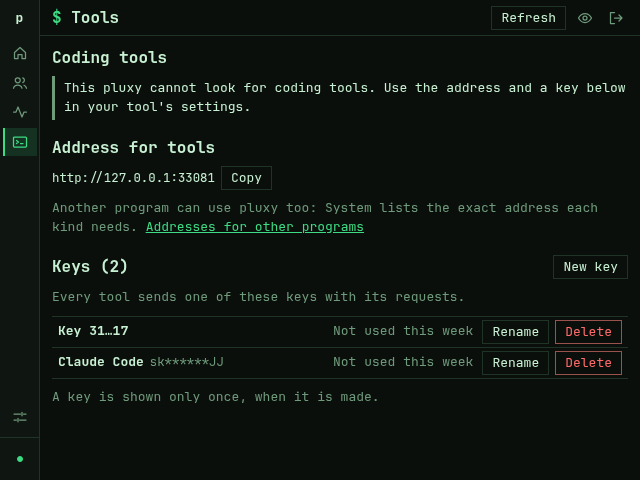 p
$ Tools
Refresh
Coding tools
This pluxy cannot look for coding tools. Use the address and a key below
in your tool's settings.
Address for tools
http://127.0.0.1:33081 Copy
Another program can use pluxy too: System lists the exact address each
kind needs. Addresses for other programs
Keys (2)
New key
Every tool sends one of these keys with its requests.
Key 31…17 Not used this week Rename Delete
Claude Code sk******JJ Not used this week Rename Delete
A key is shown only once, when it is made.